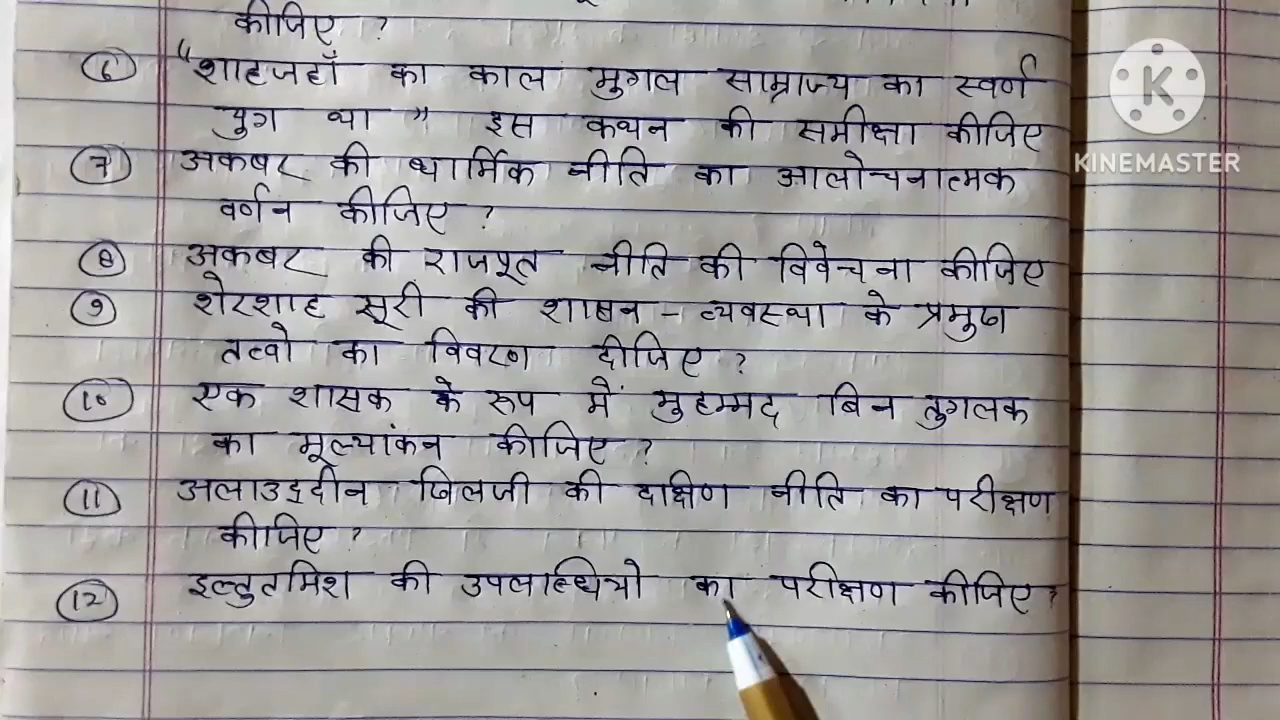 कीजिए ?
6 "शाहजहाँ का काल मुगल साम्राज्य का स्वर्ण
युग था" इस कथन की समीक्षा कीजिए
7 अकबर की धार्मिक नीति का आलोचनात्मक
वर्णन कीजिए ?
8 अकबर की राजपूत नीति की विवेचना कीजिए
9 शेरशाह सूरी की शासन - व्यवस्था के प्रमुख
तत्वो का विवरण दीजिए ?
10 एक शासक के रूप में मुहम्मद बिन तुगलक
का मूल्यांकन कीजिए ?
11 अलाउद्दीन खिलजी की दक्षिण नीति का परीक्षण
कीजिए ?
12 इल्तुतमिश की उपलब्धियो का परीक्षण कीजिए ?
K
KINEMASTER